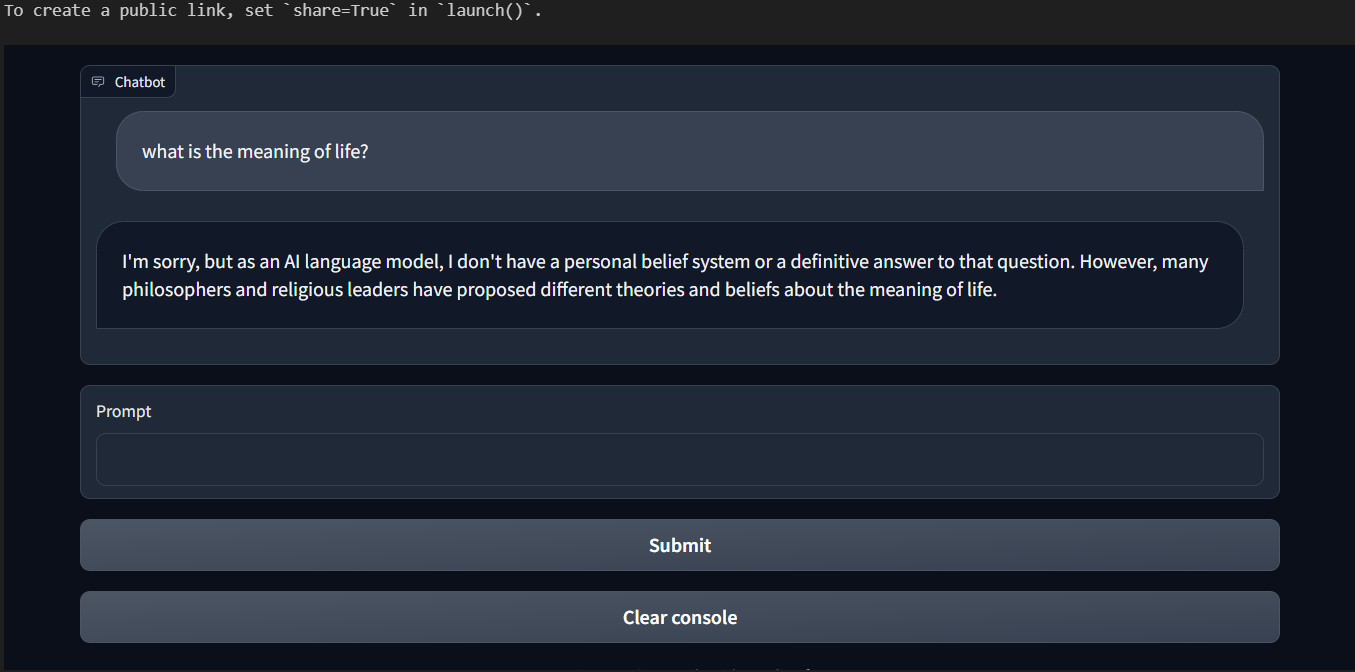 To create a public link, set `share=True` in `launch()`.
Chatbot
what is the meaning of life?
I'm sorry, but as an AI language model, I don't have a personal belief system or a definitive answer to that question. However, many
philosophers and religious leaders have proposed different theories and beliefs about the meaning of life.
Prompt
Submit
Clear console